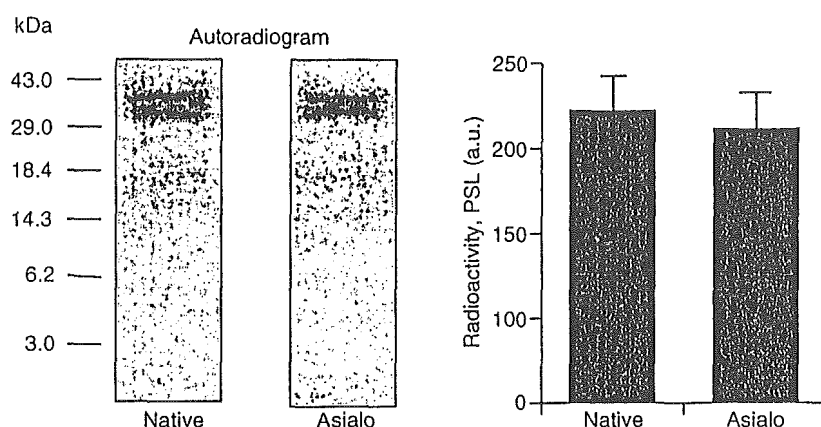 kDa
Autoradiogram
43.0
29.0
18.4
14.3
6.2
3.0
Native
Asialo
Radioactivity, PSL (a.u.)
250
200
150
100
0
Native
Asialo